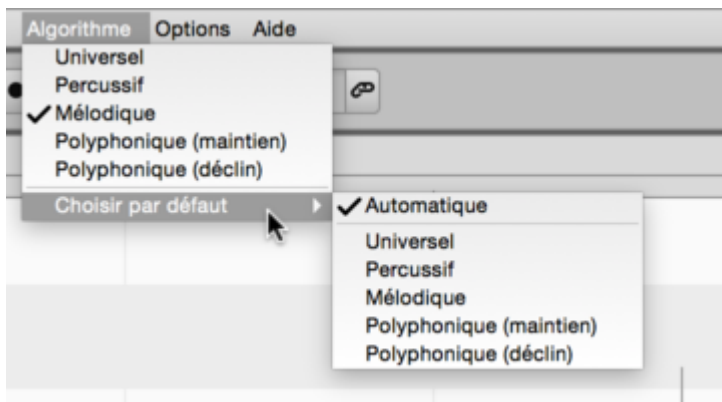 Algorithme Options Aide
Universel
Percussif
Mélodique
Polyphonique (maintien)
Polyphonique (déclin)
Choisir par défaut
Automatique
Universel
Percussif
Mélodique
Polyphonique (maintien)
Polyphonique (déclin)